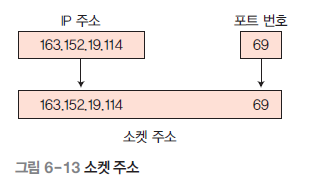 IP 주소 포트 번호
163.152.19.114 69
163.152.19.114 69
소켓 주소
그림 6-13 소켓 주소